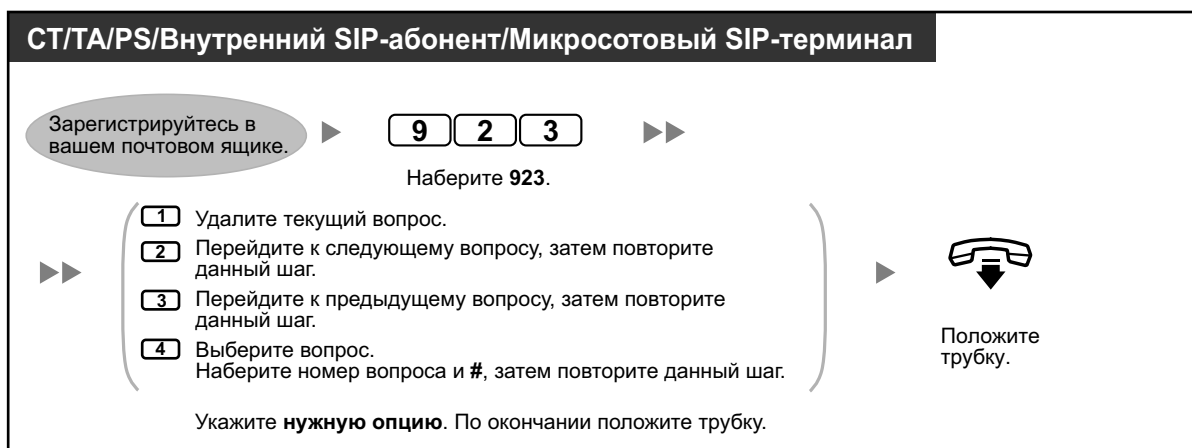 СТ/ТА/PS/Внутренний SIP-абонент/Микросотовый SIP-терминал
Зарегистрируйтесь в
вашем почтовом ящике.
9 2 3
Наберите 923.
1 Удалите текущий вопрос.
2 Перейдите к следующему вопросу, затем повторите
данный шаг.
3 Перейдите к предыдущему вопросу, затем повторите
данный шаг.
4 Выберите вопрос.
Наберите номер вопроса и #, затем повторите данный шаг.
Укажите нужную опцию. По окончании положите трубку.
Положите
трубку.